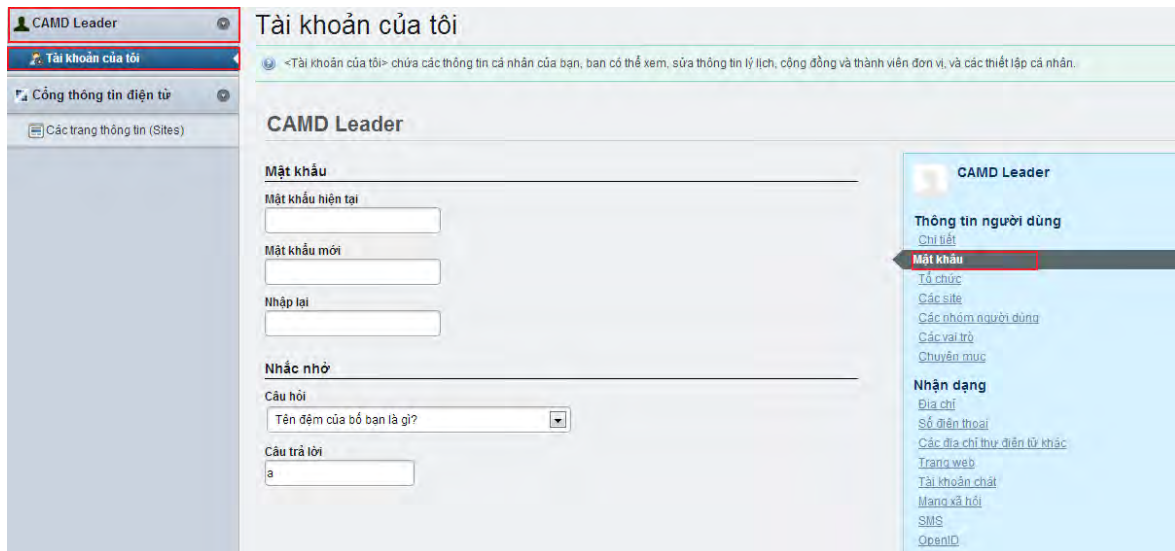 CAMD Leader
Tài khoản của tôi
Cổng thông tin điện tử
Các trang thông tin (Sites)
Tài khoản của tôi
<Tài khoản của tôi> chứa các thông tin cá nhân của bạn, bạn có thể xem, sửa thông tin lý lịch, cộng đồng và thành viên đơn vị, và các thiết lập cá nhân.
CAMD Leader
Mật khẩu
Mật khẩu hiện tại
Mật khẩu mới
Nhập lại
Nhắc nhở
Câu hỏi
Tên đệm của bố bạn là gì?
Câu trả lời
a
CAMD Leader
Thông tin người dùng
Chi tiết
Mật khẩu
Tổ chức
Các site
Các nhóm người dùng
Các vai trò
Chuyên mục
Nhận dạng
Địa chỉ
Số điện thoại
Các địa chỉ thư điện tử khác
Trang web
Tài khoản chát
Mạng xã hội
SMS
OpenID